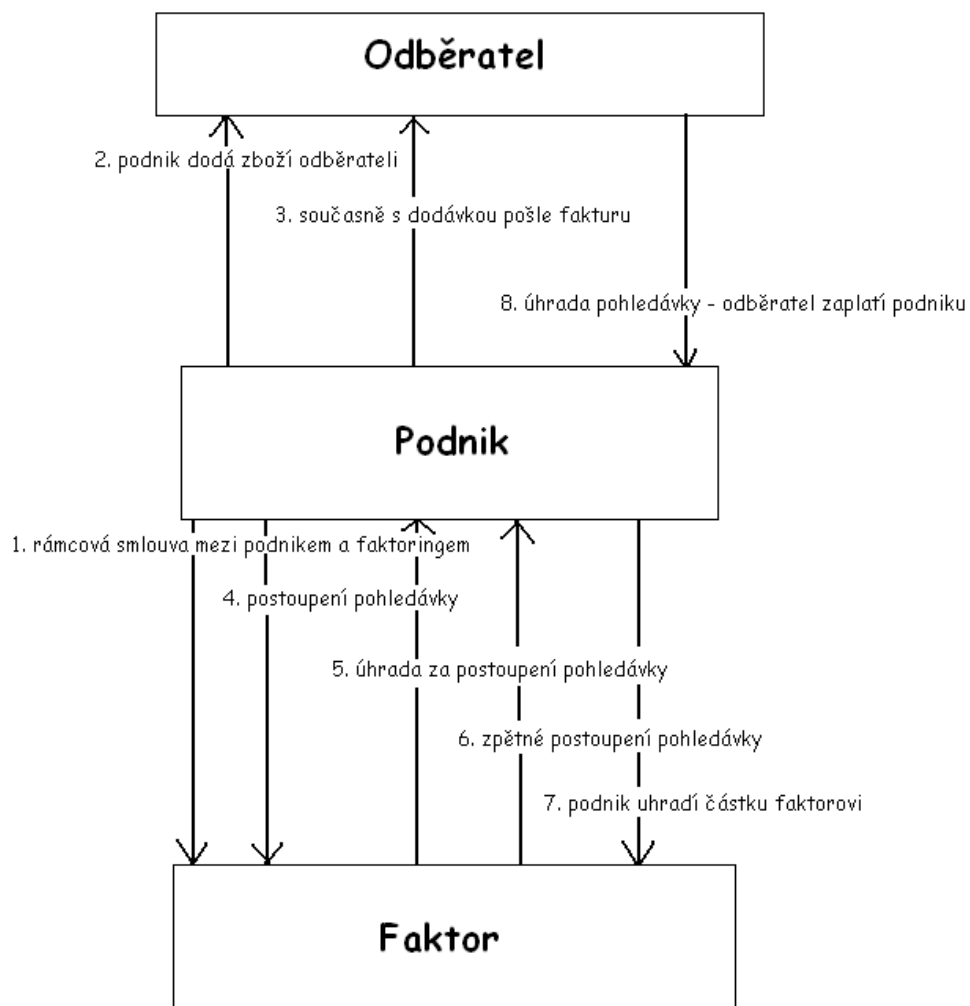 Odběratel
2. podnik dodá zboží odběrateli
3. současně s dodávkou pošle fakturu
8. úhrada pohledávky - odběratel zaplatí podniku
Podnik
1. rámcová smlouva mezi podnikem a faktoringem
4. postoupení pohledávky
5. úhrada za postoupení pohledávky
6. zpětné postoupení pohledávky
7. podnik uhradí částku faktorovi
Faktor